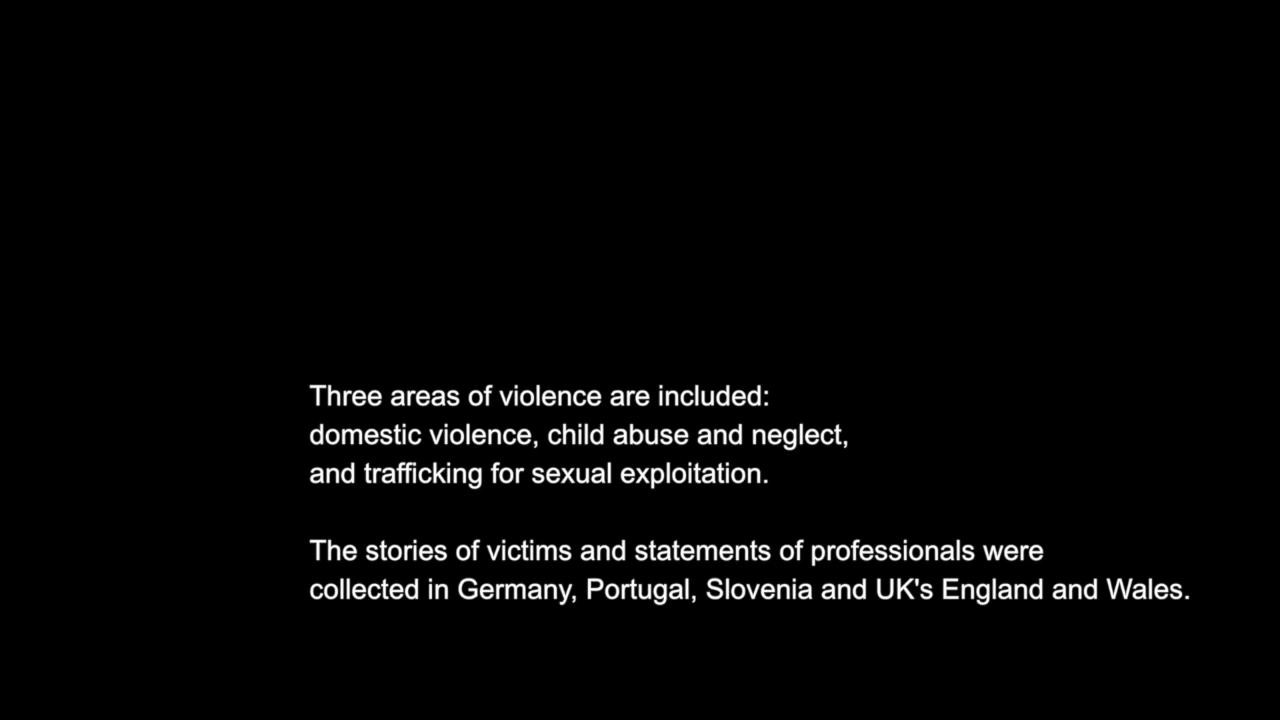 Three areas of violence are included:
domestic violence, child abuse and neglect,
and trafficking for sexual exploitation.
The stories of victims and statements of professionals were
collected in Germany, Portugal, Slovenia and UK's England and Wales.